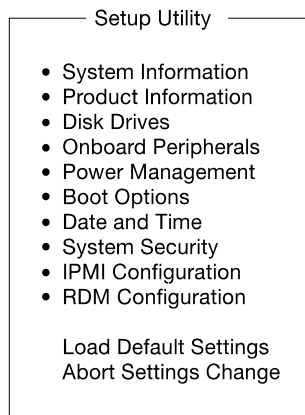 Setup Utility
• System Information
• Product Information
• Disk Drives
• Onboard Peripherals
• Power Management
• Boot Options
• Date and Time
• System Security
• IPMI Configuration
• RDM Configuration
Load Default Settings
Abort Settings Change